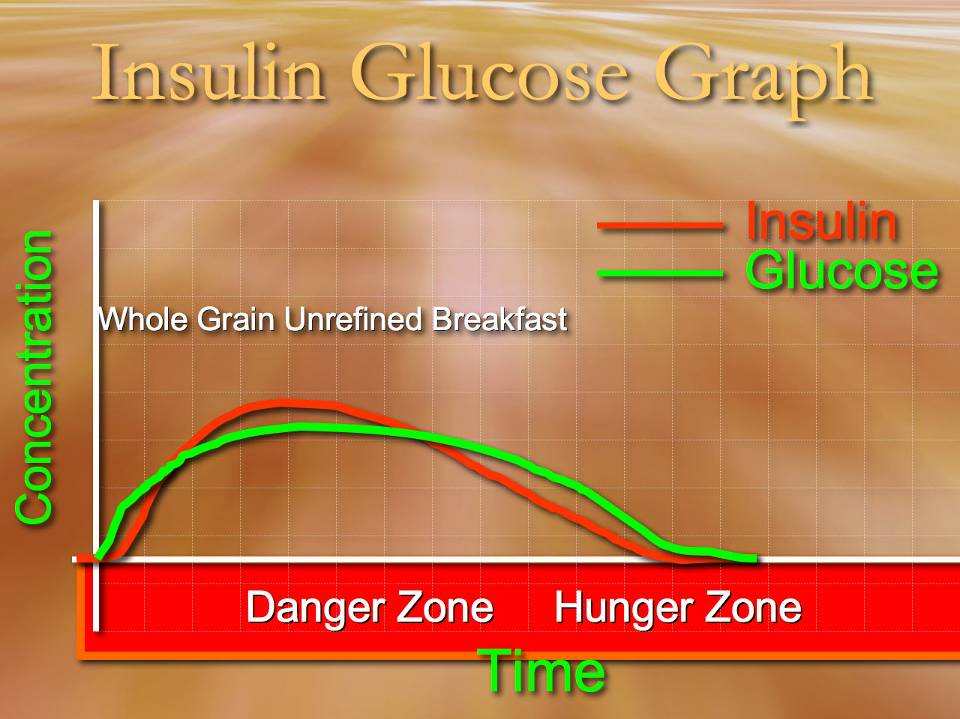 Insulin Glucose Graph
Insulin
Glucose
Concentration
Whole Grain Unrefined Breakfast
Danger Zone
Hunger Zone
Time